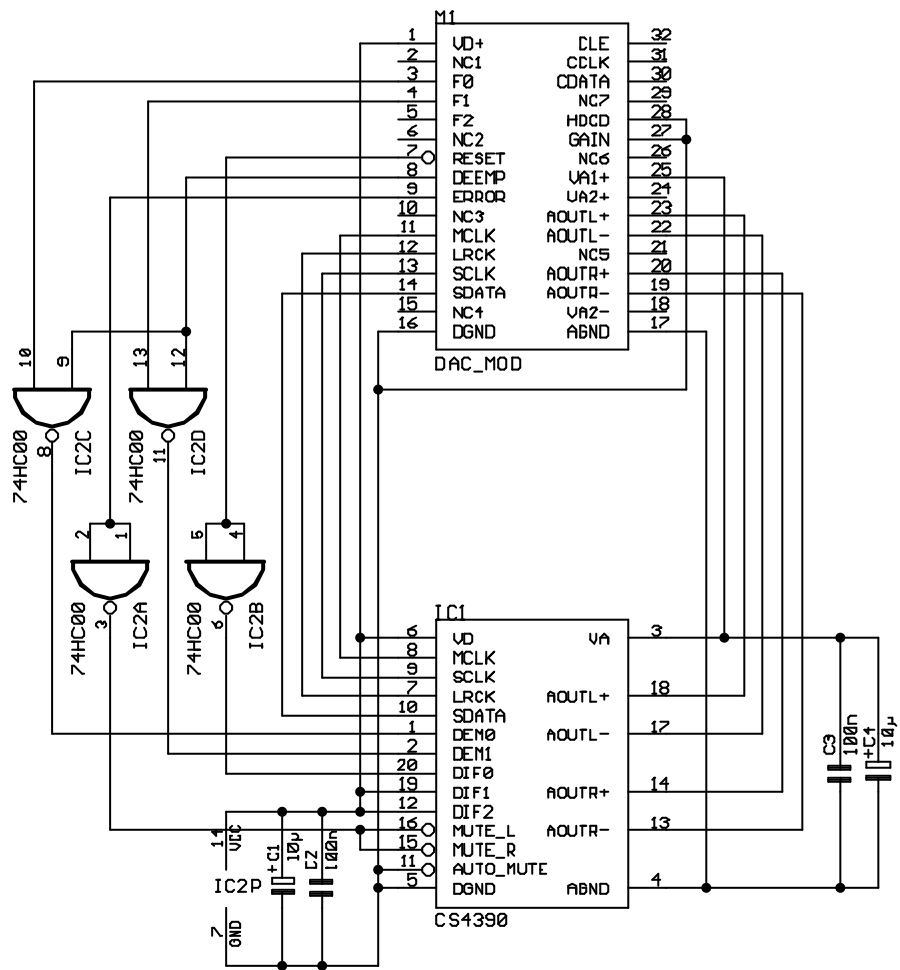 M1
1 VD+ CLE 32
2 NC1 CCLK 31
3 F0 CDATA 30
4 F1 NC7 29
5 F2 HDCD 28
6 NC2 GAIN 27
7 RESET NC6 26
8 DEEMP VA1+ 25
9 ERROR VA2+ 24
10 NC3 AOUTL+ 23
11 MCLK AOUTL- 22
12 LRCK NC5 21
13 SCLK AOUTR+ 20
14 SDATA AOUTR- 19
15 NC4 VA2- 18
16 DGND AGND 17
DAC_MOD
10 9 13 12
74HC00 8 IC2C
74HC00 11 IC2D
2 1 5 4
74HC00 3 IC2A
74HC00 6 IC2B
IC1
6 VD VA 3
8 MCLK
9 SCLK
7 LRCK AOUTL+ 18
10 SDATA
1 DEM0 AOUTL- 17
2 DEM1
20 DIF0
19 DIF1 AOUTR+ 14
12 DIF2
16 MUTE_L AOUTR- 13
15 MUTE_R
11 AUTO_MUTE
5 DGND AGND 4
CS4390
C3 100n
+C4 10µ
14 VCC
IC2P
7 GND
+C1 10µ
C2 100n